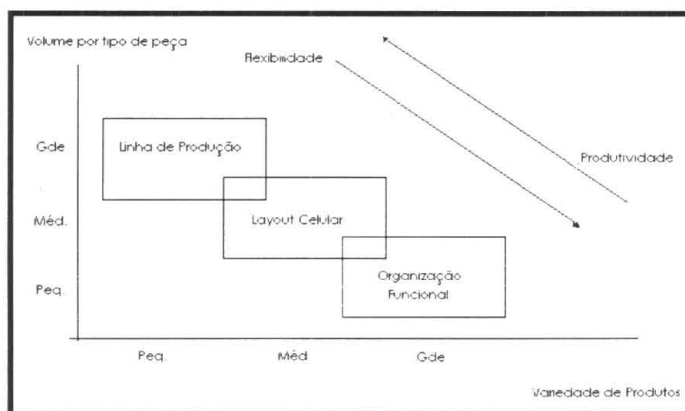 Volume por tipo de peça
Flexibilidade
Gde
Linha de Produção
Produtividade
Méd.
Layout Celular
Organização
Funcional
Peq.
Peq.
Méd
Gde
Variedade de Produtos